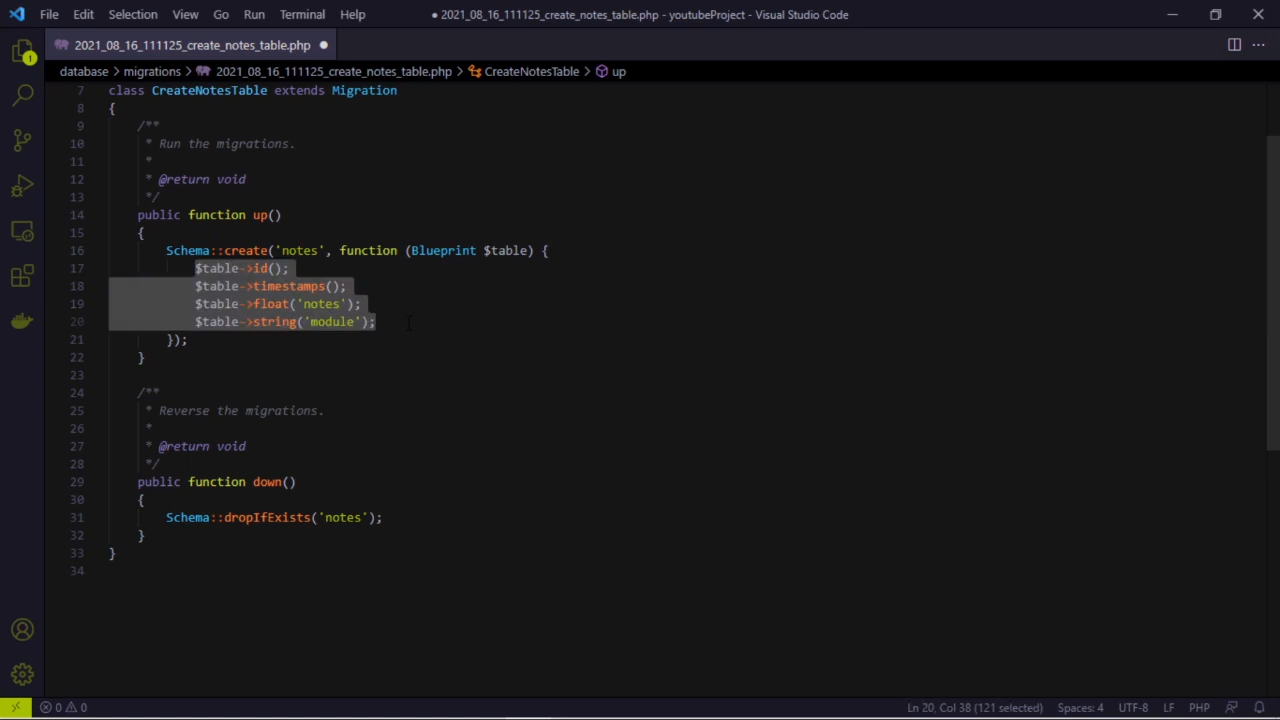 File Edit Selection View Go Run Terminal Help ● 2021_08_16_111125_create_notes_table.php - youtubeProject - Visual Studio Code
2021_08_16_111125_create_notes_table.php ●
database > migrations > 2021_08_16_111125_create_notes_table.php > CreateNotesTable > up
1
7 class CreateNotesTable extends Migration
8 {
9 /**
10 * Run the migrations.
11 *
12 * @return void
13 */
14 public function up()
15 {
16 Schema::create('notes', function (Blueprint $table) {
17 $table->id();
18 $table->timestamps();
19 $table->float('notes');
20 $table->string('module');
21 });
22 }
23
24 /**
25 * Reverse the migrations.
26 *
27 * @return void
28 */
29 public function down()
30 {
31 Schema::dropIfExists('notes');
32 }
33 }
34
0 0 Ln 20, Col 38 (121 selected) Spaces: 4 UTF-8 LF PHP